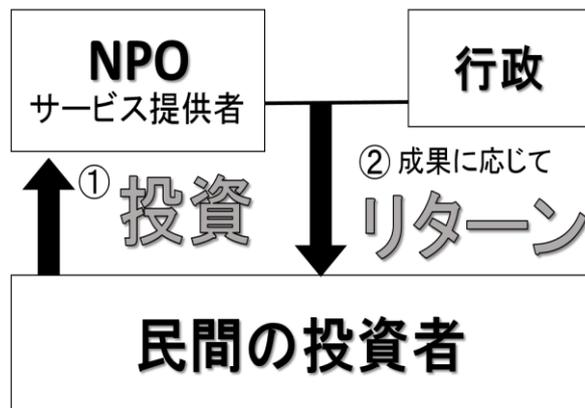 NPO
サービス提供者
行政
① 投資
② 成果に応じて
リターン
民間の投資者